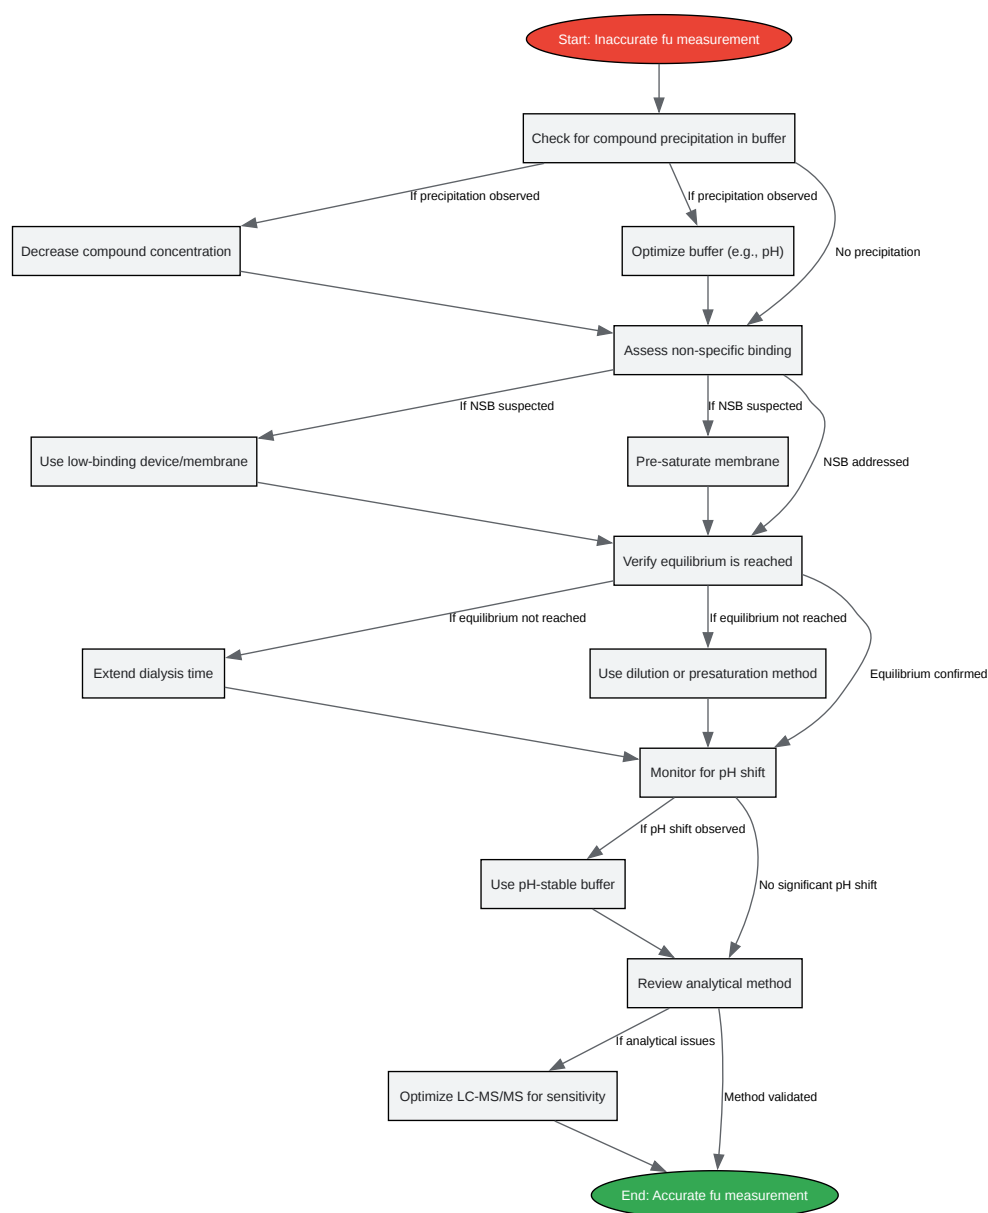 Start: Inaccurate fu measurement
Check for compound precipitation in buffer
If precipitation observed
If precipitation observed
Decrease compound concentration
Optimize buffer (e.g., pH)
No precipitation
Assess non-specific binding
If NSB suspected
If NSB suspected
Use low-binding device/membrane
Pre-saturate membrane
NSB addressed
Verify equilibrium is reached
If equilibrium not reached
If equilibrium not reached
Extend dialysis time
Use dilution or presaturation method
Equilibrium confirmed
Monitor for pH shift
If pH shift observed
Use pH-stable buffer
No significant pH shift
Review analytical method
If analytical issues
Optimize LC-MS/MS for sensitivity
Method validated
End: Accurate fu measurement